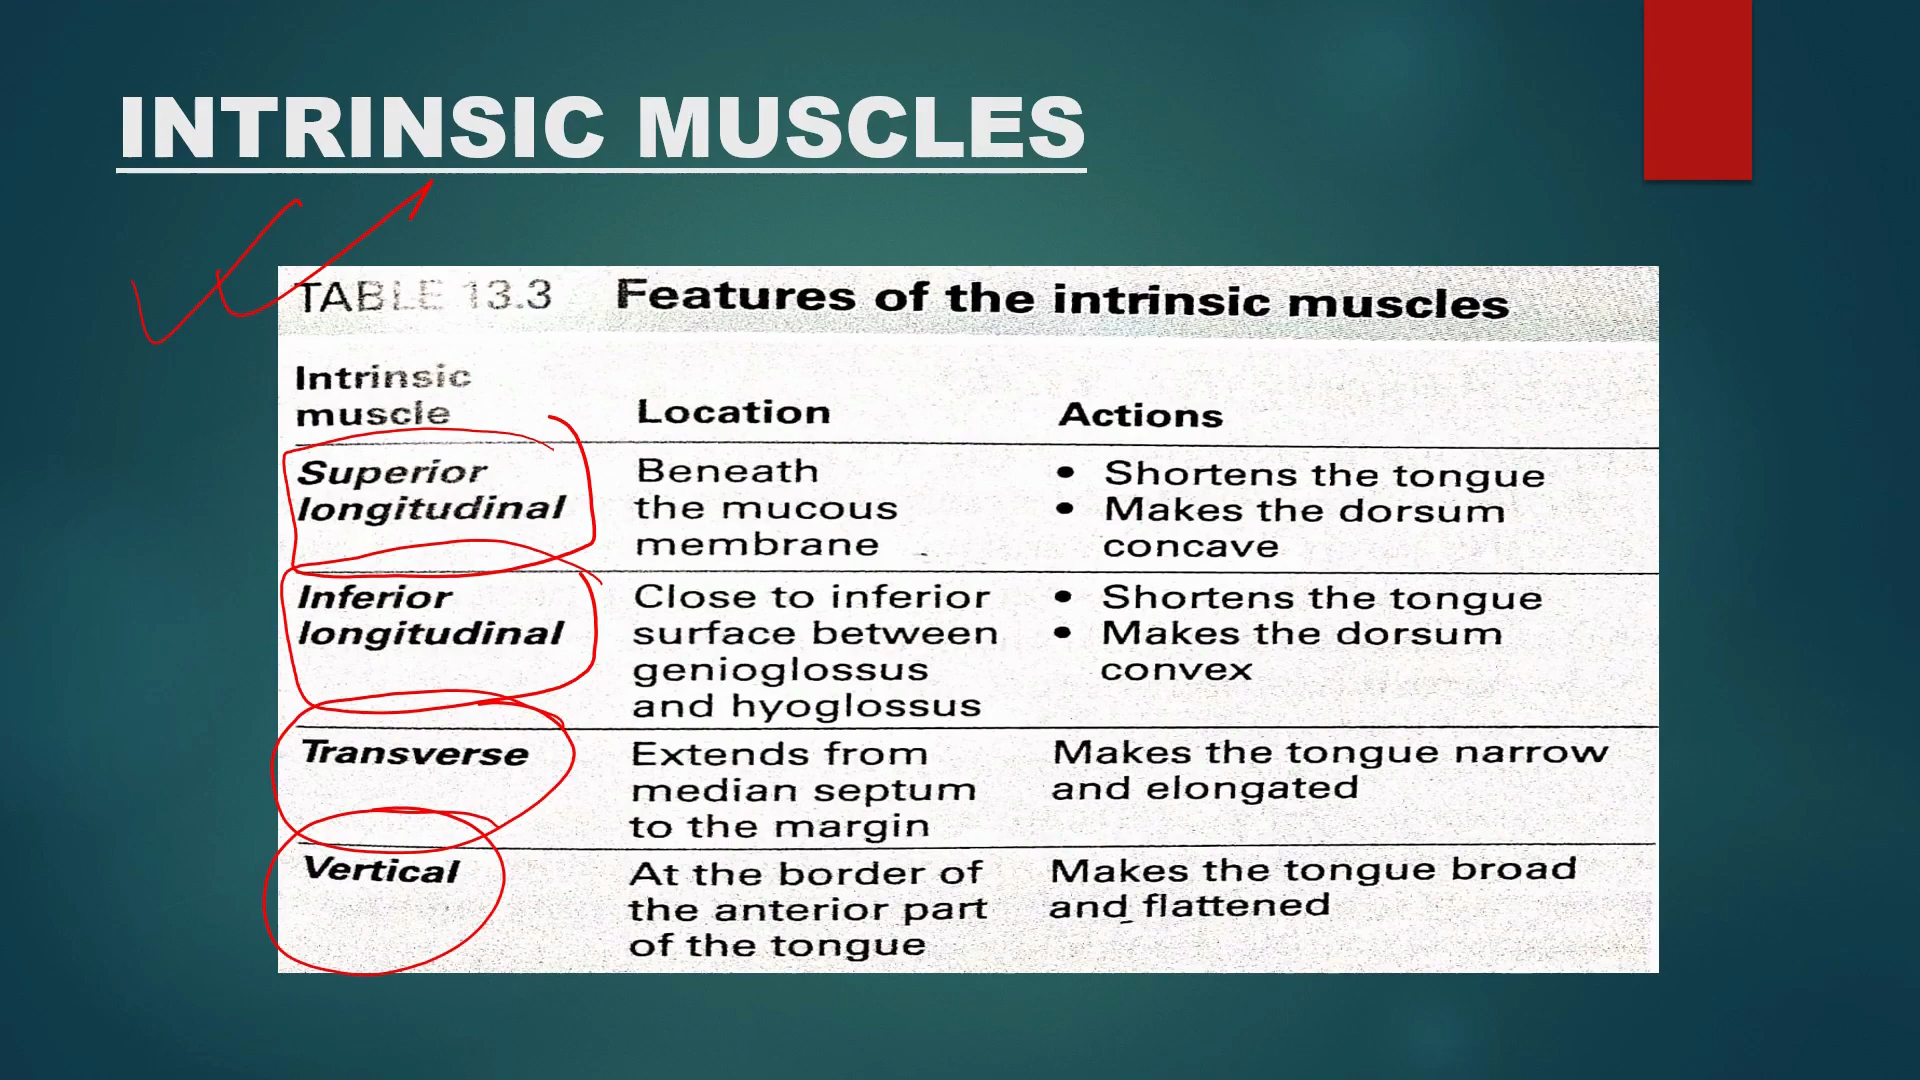 INTRINSIC MUSCLES
TABLE 13.3 Features of the intrinsic muscles
Intrinsic
muscle Location Actions
Superior Beneath • Shortens the tongue
longitudinal the mucous • Makes the dorsum
membrane concave
Inferior Close to inferior • Shortens the tongue
longitudinal surface between • Makes the dorsum
genioglossus convex
and hyoglossus
Transverse Extends from Makes the tongue narrow
median septum and elongated
to the margin
Vertical At the border of Makes the tongue broad
the anterior part and flattened
of the tongue